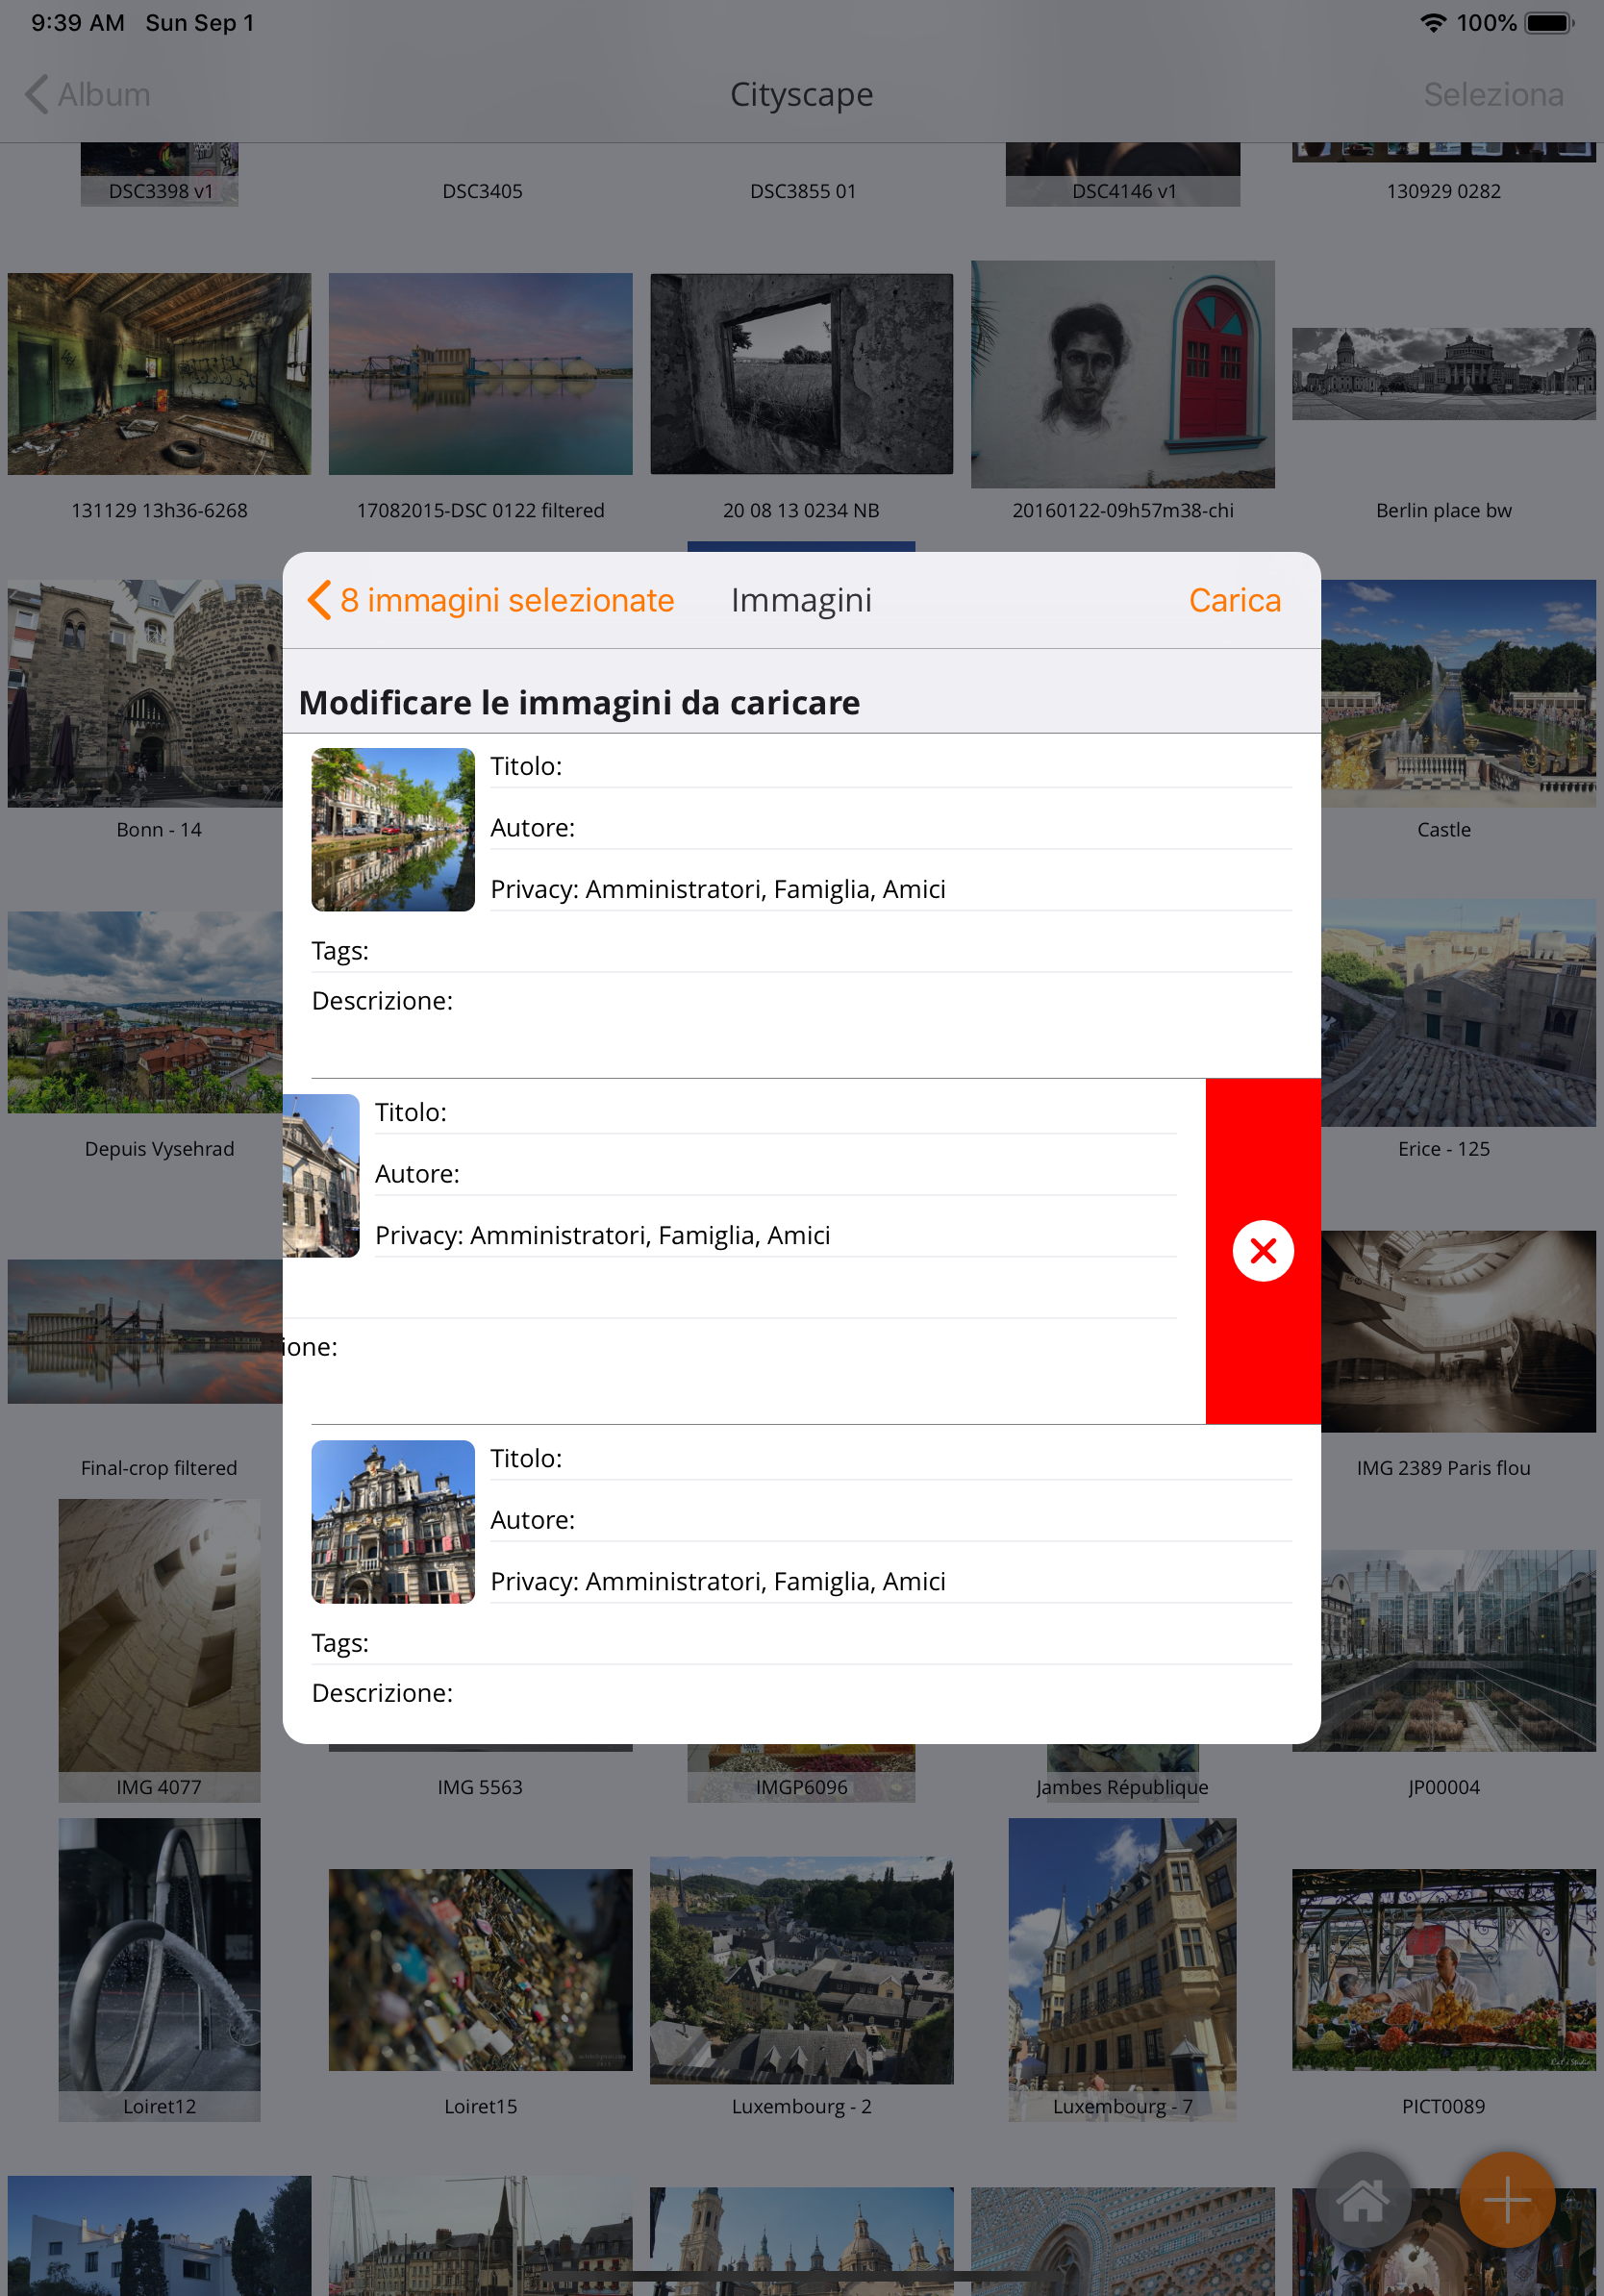 9:39 AM Sun Sep 1 100%
Album Cityscape Seleziona
DSC3398 v1 DSC3405 DSC3855 01 DSC4146 v1 130929 0282
131129 13h36-6268 17082015-DSC 0122 filtered 20 08 13 0234 NB 20160122-09h57m38-chi Berlin place bw
8 immagini selezionate Immagini Carica
Modificare le immagini da caricare
Titolo:
Autore:
Privacy: Amministratori, Famiglia, Amici
Tags:
Descrizione:
Titolo:
Autore:
Privacy: Amministratori, Famiglia, Amici
ione:
Titolo:
Autore:
Privacy: Amministratori, Famiglia, Amici
Tags:
Descrizione:
Bonn - 14 Castle
Depuis Vysehrad Erice - 125
Final-crop filtered IMG 2389 Paris flou
IMG 4077 IMG 5563 IMGP6096 Jambes République JP00004
Loiret12 Loiret15 Luxembourg - 2 Luxembourg - 7 PICT0089